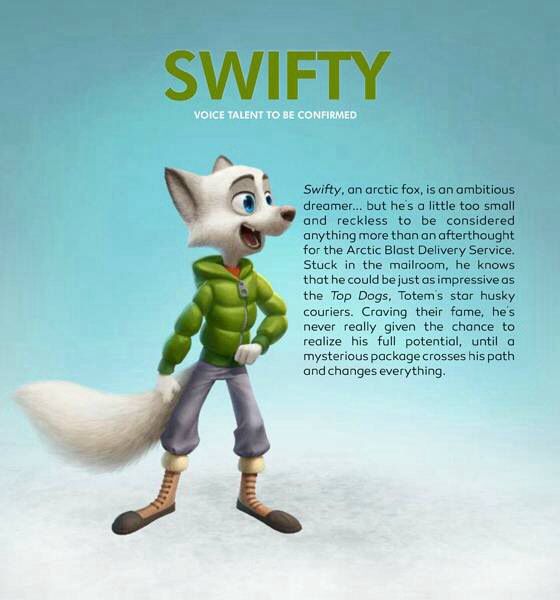 SWIFTY
VOICE TALENT TO BE CONFIRMED
Swifty, an arctic fox, is an ambitious
dreamer... but he's a little too small
and reckless to be considered
anything more than an afterthought
for the Arctic Blast Delivery Service.
Stuck in the mailroom, he knows
that he could be just as impressive as
the Top Dogs, Totem's star husky
couriers. Craving their fame, he's
never really given the chance to
realize his full potential, until a
mysterious package crosses his path
and changes everything.